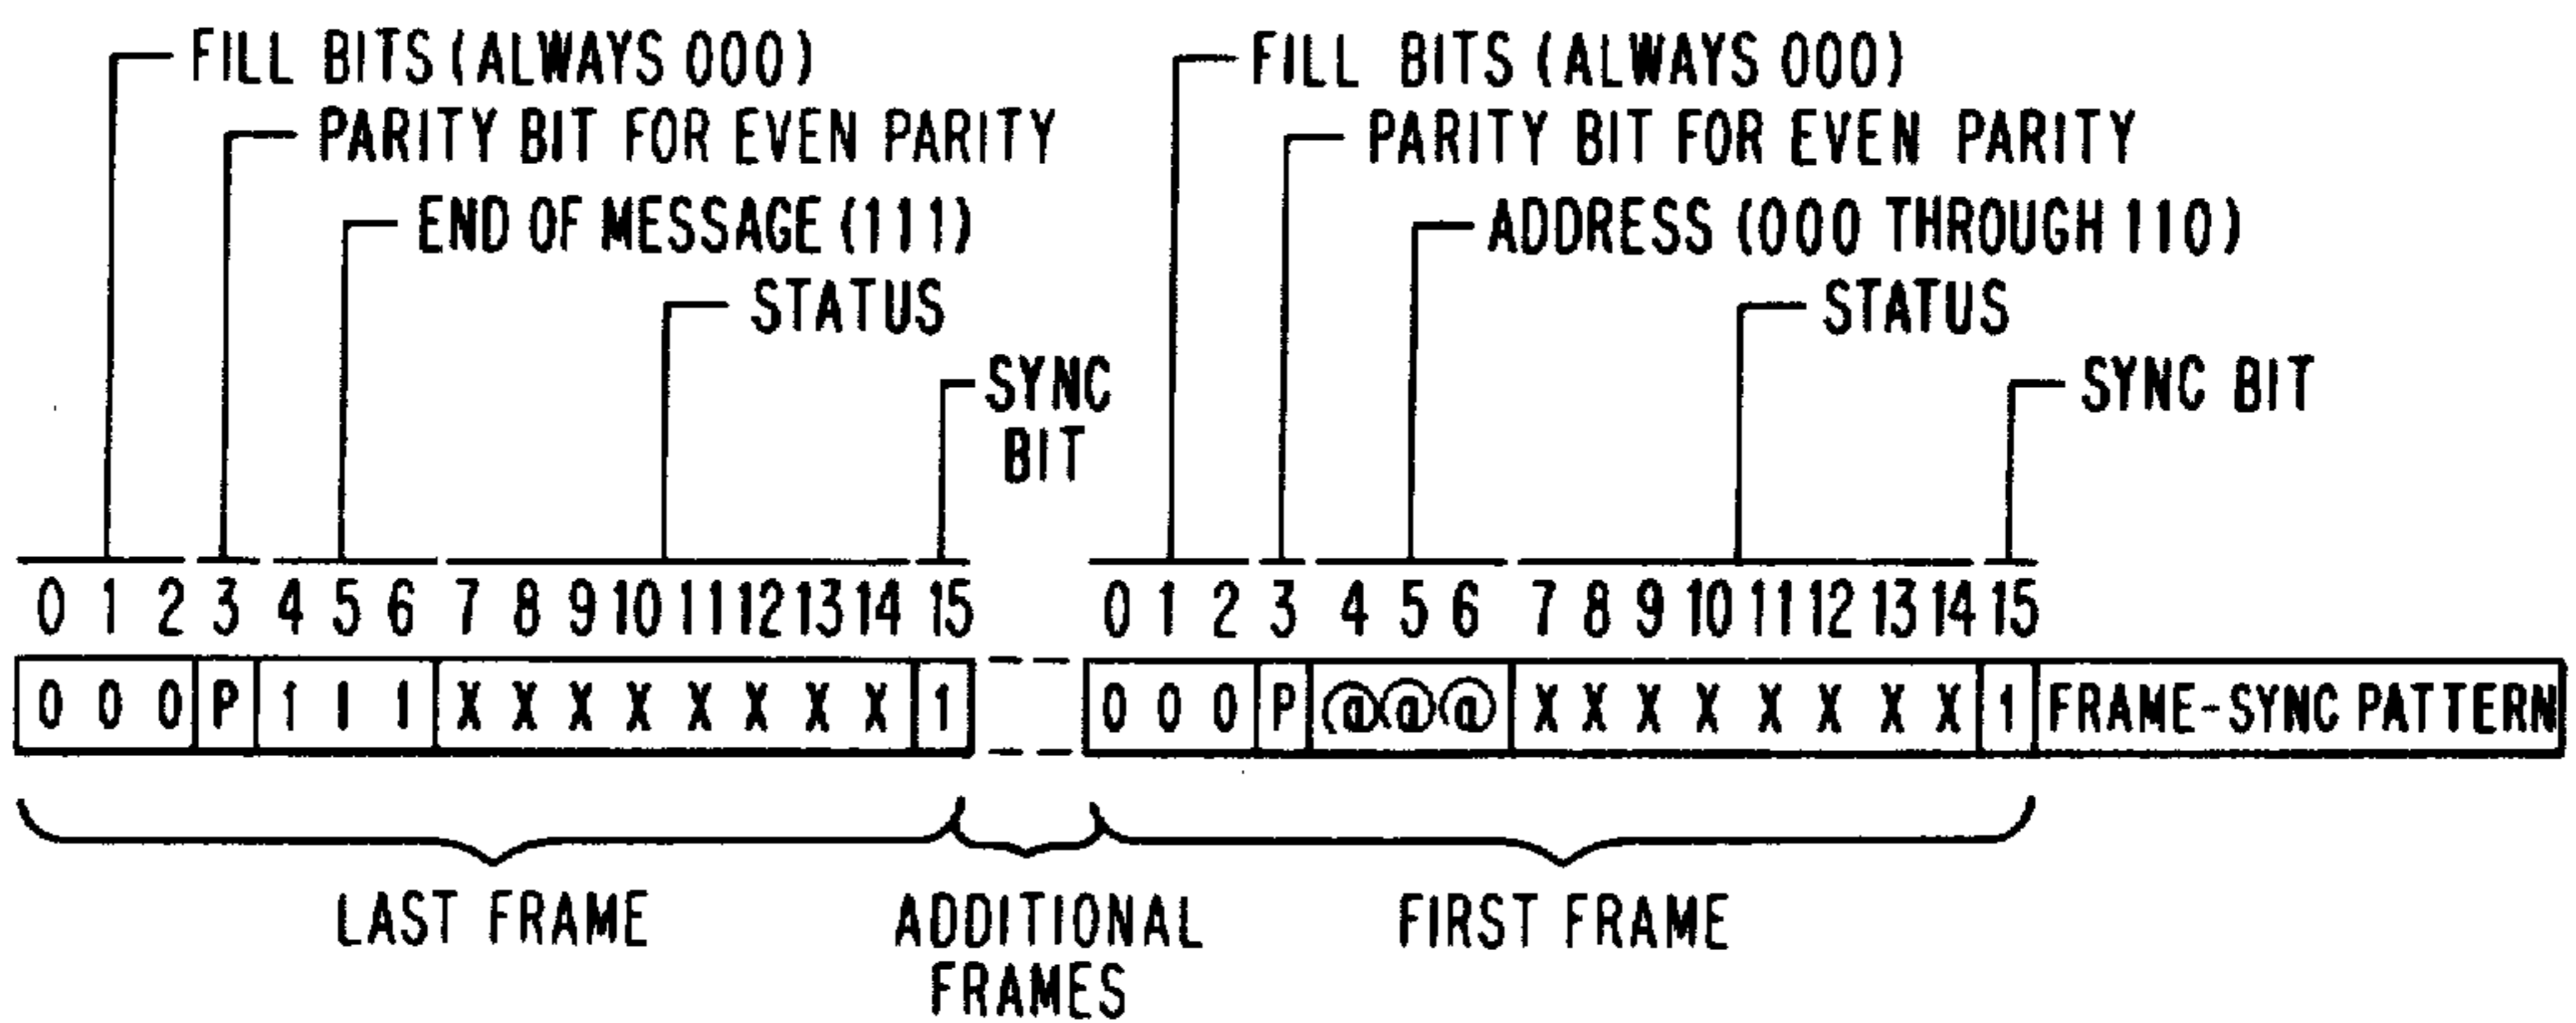 FILL BITS (ALWAYS 000)
PARITY BIT FOR EVEN PARITY
END OF MESSAGE (111)
STATUS
SYNC
BIT
FILL BITS (ALWAYS 000)
PARITY BIT FOR EVEN PARITY
ADDRESS (000 THROUGH 110)
STATUS
SYNC BIT
0 1 2 3 4 5 6 7 8 9 10 11 12 13 14 15
0 1 2 3 4 5 6 7 8 9 10 11 12 13 14 15
0 0 0 P 1 1 1 X X X X X X X X 1
0 0 0 P @ @ @ X X X X X X X X 1 FRAME-SYNC PATTERN
LAST FRAME
ADDITIONAL
FRAMES
FIRST FRAME